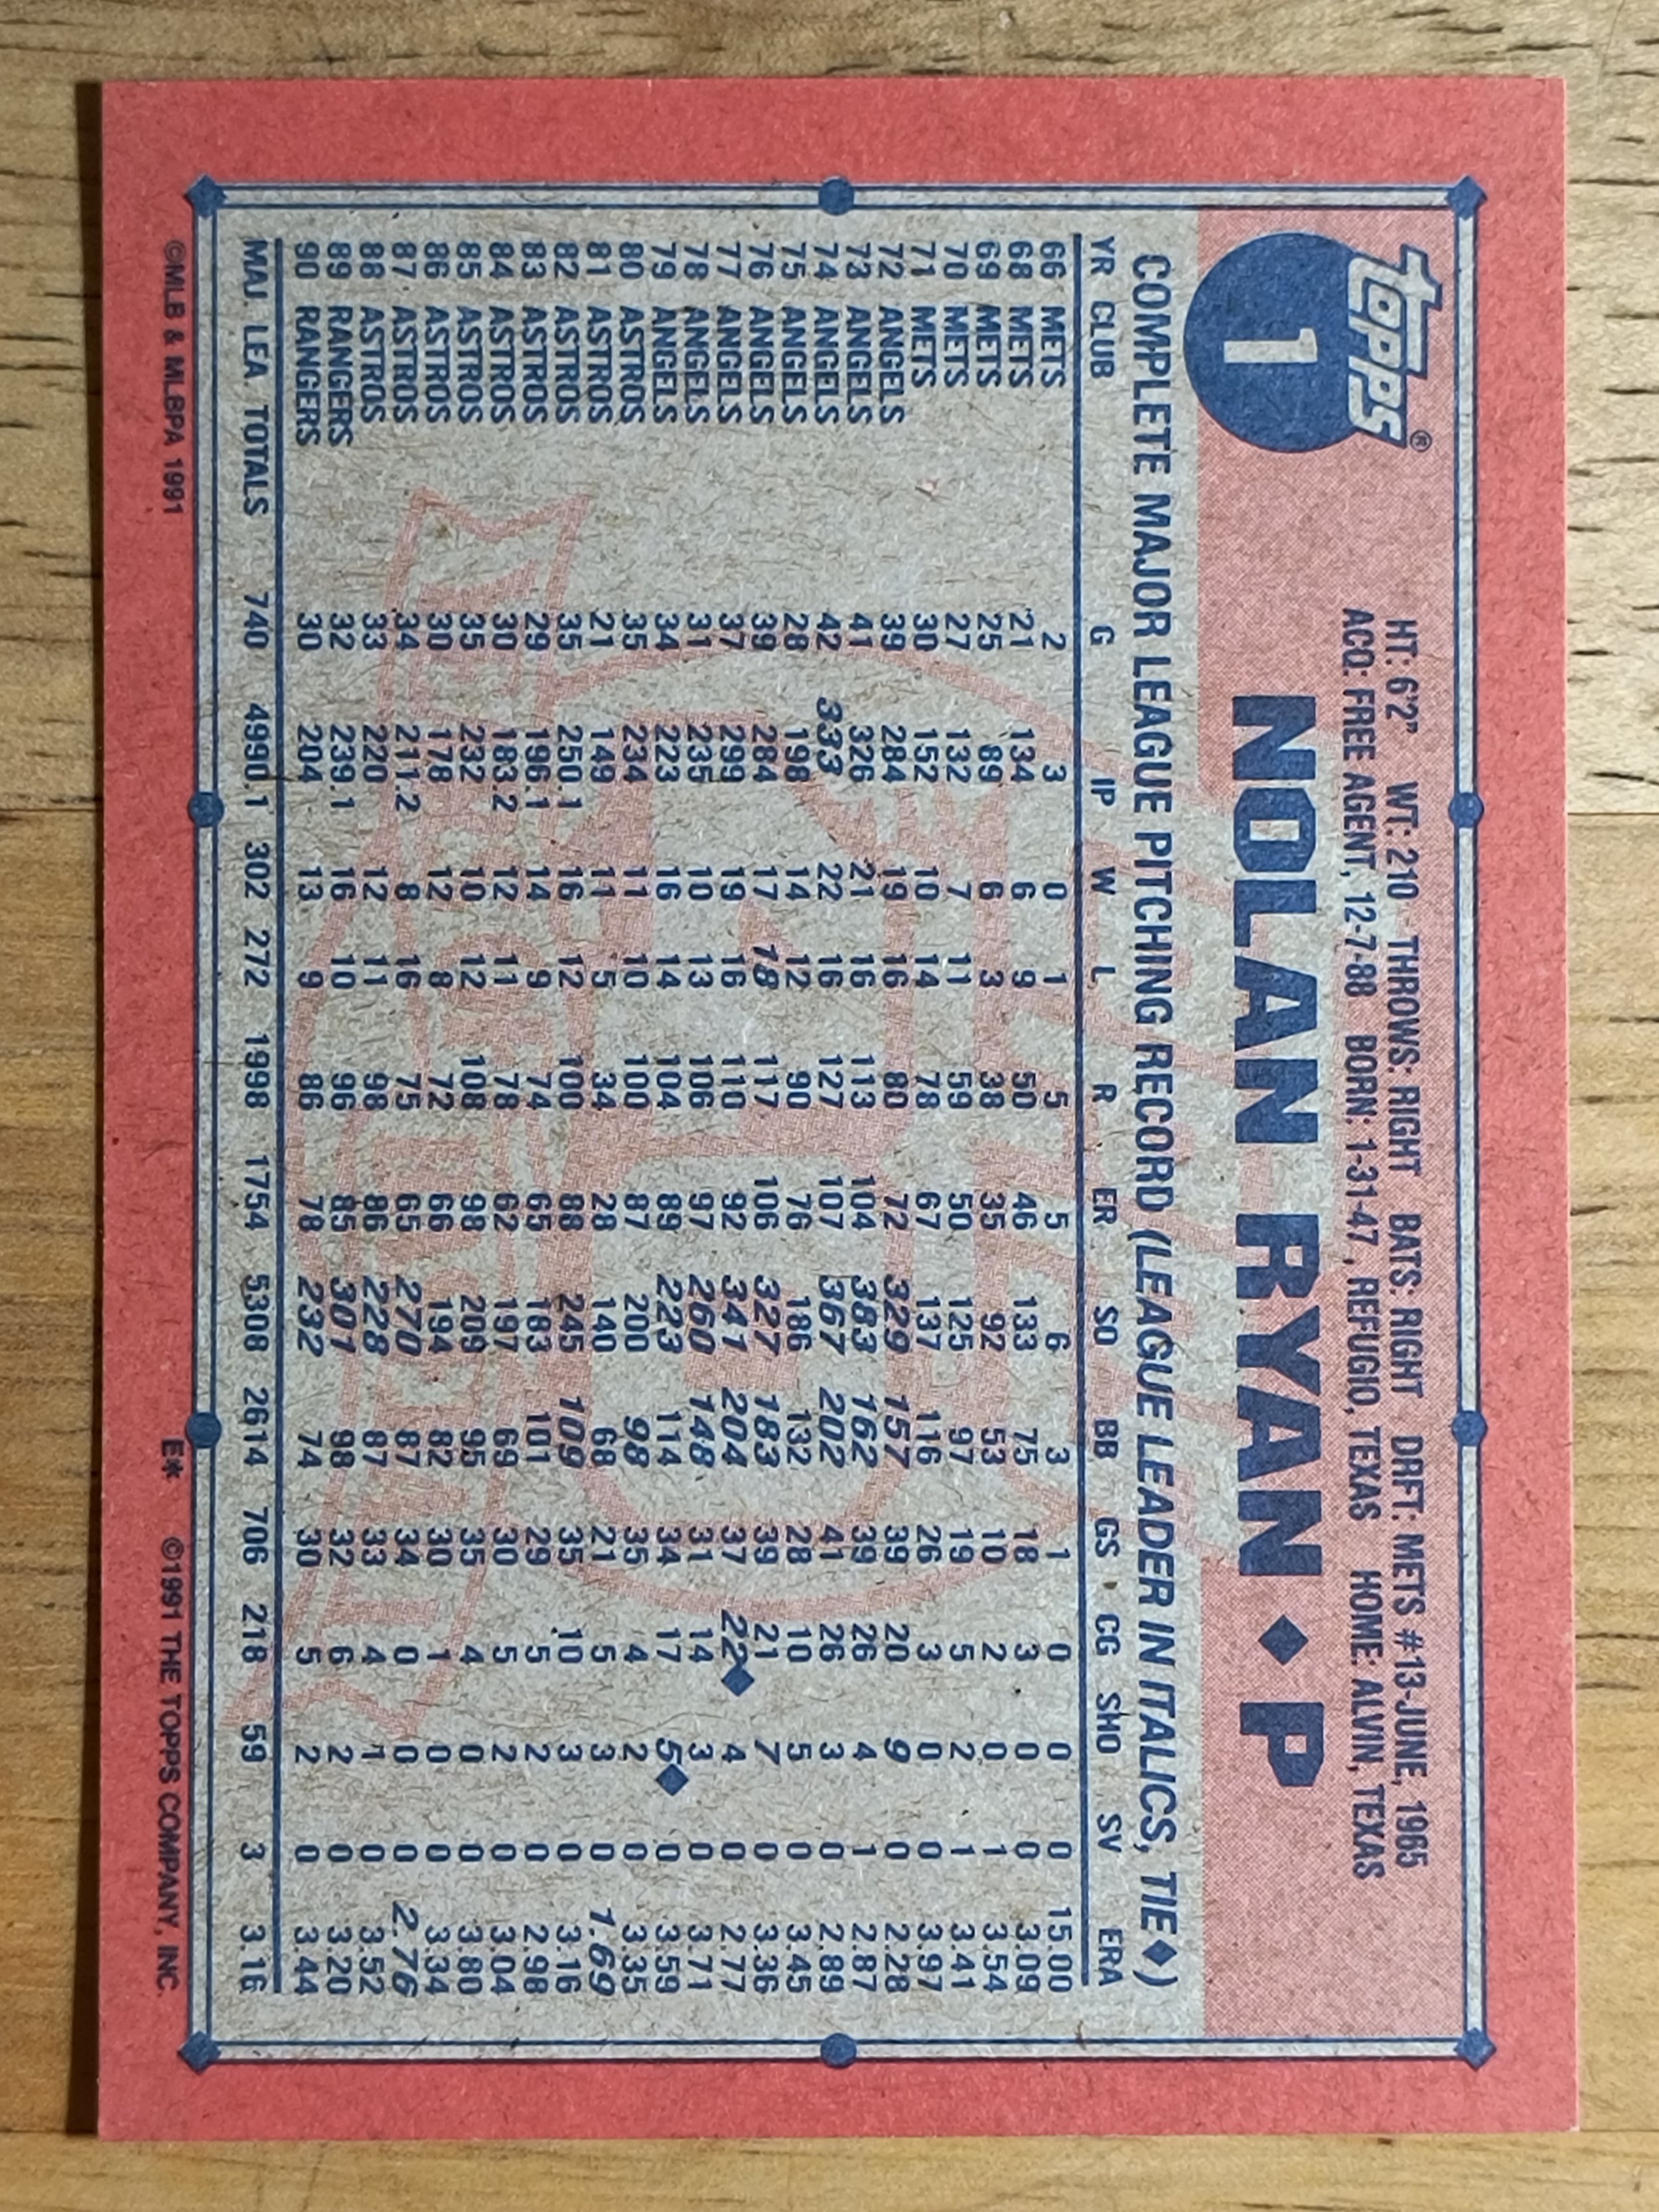 topps®
1
HT: 6'2" WT: 210 THROWS: RIGHT BATS: RIGHT DRFT: METS #13-JUNE, 1965
ACQ: FREE AGENT, 12-7-88 BORN: 1-31-47, REFUGIO, TEXAS HOME: ALVIN, TEXAS
NOLAN RYAN ♦ P
COMPLETE MAJOR LEAGUE PITCHING RECORD (LEAGUE LEADER IN ITALICS, TIE♦)
YR CLUB G IP W L R ER SO BB GS CG SHO SV ERA
66 METS 2 3 0 1 5 5 6 3 1 0 0 0 15.00
68 METS 21 134 6 9 50 46 133 75 18 3 0 0 3.09
69 METS 25 89 6 3 38 35 92 53 10 2 0 1 3.54
70 METS 27 132 7 11 59 50 125 97 19 5 2 1 3.41
71 METS 30 152 10 14 78 67 137 116 26 3 0 0 3.97
72 ANGELS 39 284 19 16 80 72 329 157 39 20 9 0 2.28
73 ANGELS 41 326 21 16 113 104 383 162 39 26 4 1 2.87
74 ANGELS 42 333 22 16 127 107 367 202 41 26 3 0 2.89
75 ANGELS 28 198 14 12 90 76 186 132 28 10 5 0 3.45
76 ANGELS 39 284 17 18 117 106 327 183 39 21 7 0 3.36
77 ANGELS 37 299 19 16 110 92 341 204 37 22♦ 4 0 2.77
78 ANGELS 31 235 10 13 106 97 260 148 31 14 3 0 3.71
79 ANGELS 34 223 16 14 104 89 223 114 34 17 5♦ 0 3.59
80 ASTROS 35 234 11 10 100 87 200 98 35 4 2 0 3.35
81 ASTROS 21 149 11 5 34 28 140 68 21 5 3 0 1.69
82 ASTROS 35 250.1 16 12 100 88 245 109 35 10 3 0 3.16
83 ASTROS 29 196.1 14 9 74 65 183 101 29 5 2 0 2.98
84 ASTROS 30 183.2 12 11 78 62 197 69 30 5 2 0 3.04
85 ASTROS 35 232 10 12 108 98 209 95 35 4 0 0 3.80
86 ASTROS 30 178 12 8 72 66 194 82 30 1 0 0 3.34
87 ASTROS 34 211.2 8 16 75 65 270 87 34 0 0 0 2.76
88 ASTROS 33 220 12 11 98 86 228 87 33 4 1 0 3.52
89 RANGERS 32 239.1 16 10 96 85 307 98 32 6 2 0 3.20
90 RANGERS 30 204 13 9 86 78 232 74 30 5 2 0 3.44
MAJ. LEA. TOTALS 740 4990.1 302 272 1998 1754 5308 2614 706 218 59 3 3.16
©MLB & MLBPA 1991 E* ©1991 THE TOPPS COMPANY, INC.